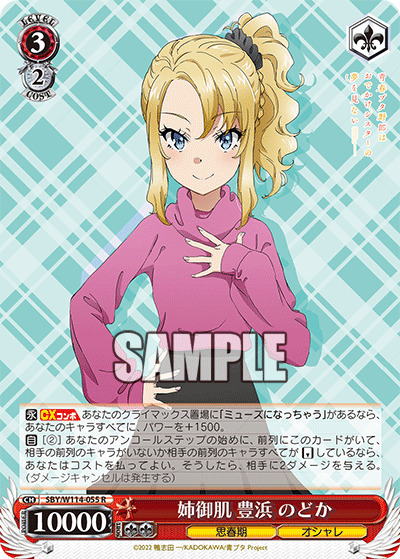 LEVEL
3
2
COST
青春ブタ野郎は
おでかけシスターの
夢を見ない
SAMPLE
永 CXコンボ あなたのクライマックス置場に「ミューズになっちゃう」があるなら、
あなたのキャラすべてに、パワーを+1500。
自 [②] あなたのアンコールステップの始めに、前列にこのカードがいて、
相手の前列のキャラがいないか相手の前列のキャラすべてが しているなら、
あなたはコストを払ってよい。そうしたら、相手に2ダメージを与える。
(ダメージキャンセルは発生する)
CH SBY/W114-055 R
10000
SOUL
姉御肌 豊浜 のどか
思春期
オシャレ
©2022 鴨志田 一/KADOKAWA/青ブタ Project